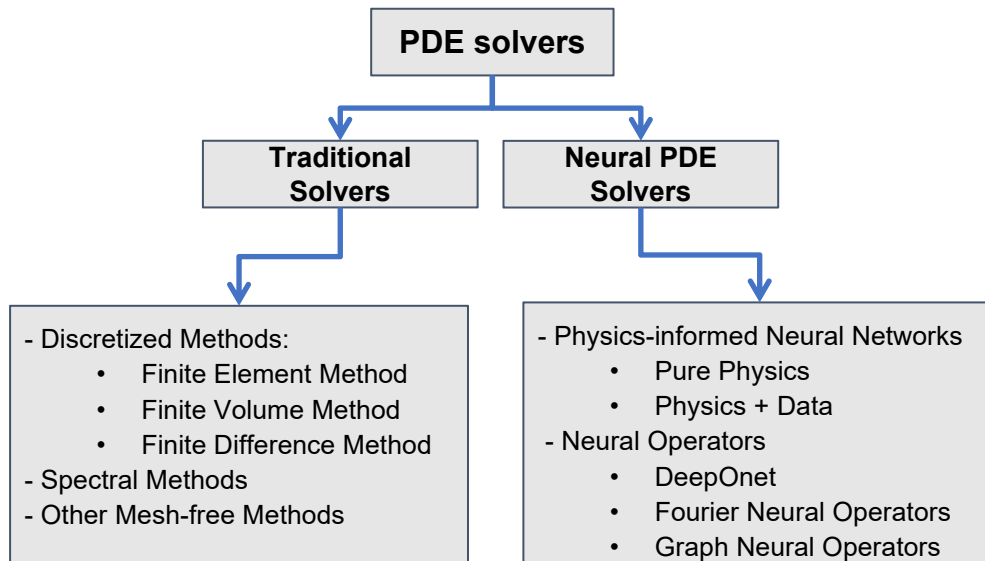 PDE solvers
Traditional
Solvers
Neural PDE
Solvers
- Discretized Methods:
• Finite Element Method
• Finite Volume Method
• Finite Difference Method
- Spectral Methods
- Other Mesh-free Methods
- Physics-informed Neural Networks
• Pure Physics
• Physics + Data
- Neural Operators
• DeepOnet
• Fourier Neural Operators
• Graph Neural Operators